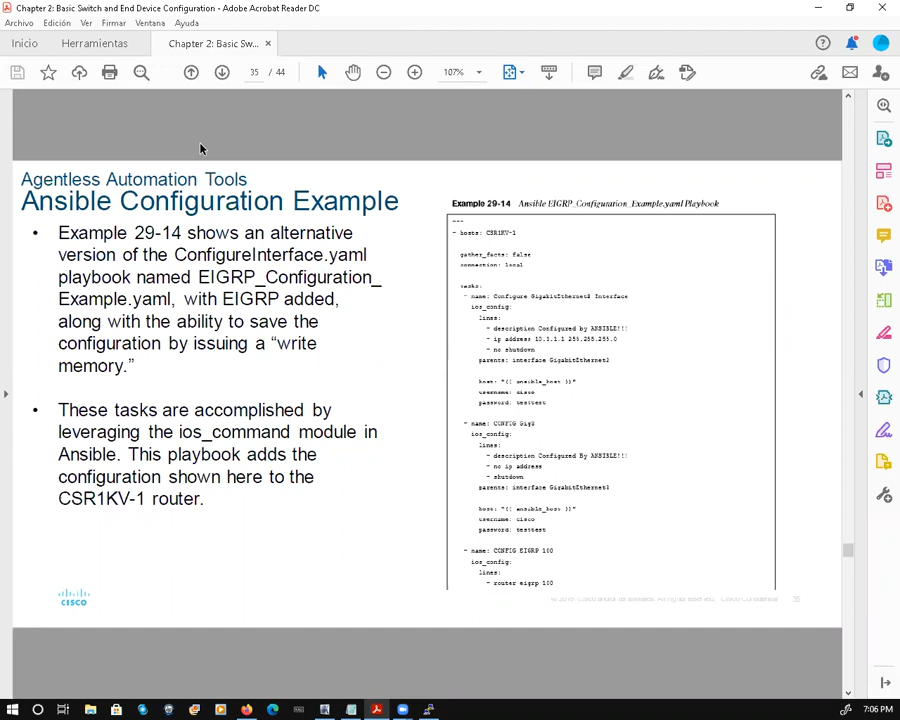 Chapter 2: Basic Switch and End Device Configuration - Adobe Acrobat Reader DC
Archivo Edición Ver Firmar Ventana Ayuda
Inicio Herramientas Chapter 2: Basic Sw... ×
35 / 44 107%
Agentless Automation Tools
Ansible Configuration Example
• Example 29-14 shows an alternative
version of the ConfigureInterface.yaml
playbook named EIGRP_Configuration_
Example.yaml, with EIGRP added,
along with the ability to save the
configuration by issuing a “write
memory.”
• These tasks are accomplished by
leveraging the ios_command module in
Ansible. This playbook adds the
configuration shown here to the
CSR1KV-1 router.
Example 29-14 Ansible EIGRP_Configuration_Example.yaml Playbook
---
- hosts: CSR1KV-1
gather_facts: false
connection: local
tasks:
- name: Configure GigabitEthernet2 Interface
ios_config:
lines:
- description Configured by ANSIBLE!!!
- ip address 10.1.1.1 255.255.255.0
- no shutdown
parents: interface GigabitEthernet2
host: "{{ ansible_host }}"
username: cisco
password: testtest
- name: CONFIG Gig3
ios_config:
lines:
- description Configured By ANSIBLE!!!
- no ip address
- shutdown
parents: interface GigabitEthernet3
host: "{{ ansible_host }}"
username: cisco
password: testtest
- name: CONFIG EIGRP 100
ios_config:
lines:
- router eigrp 100
CISCO
Cisco Confidential 35
7:06 PM